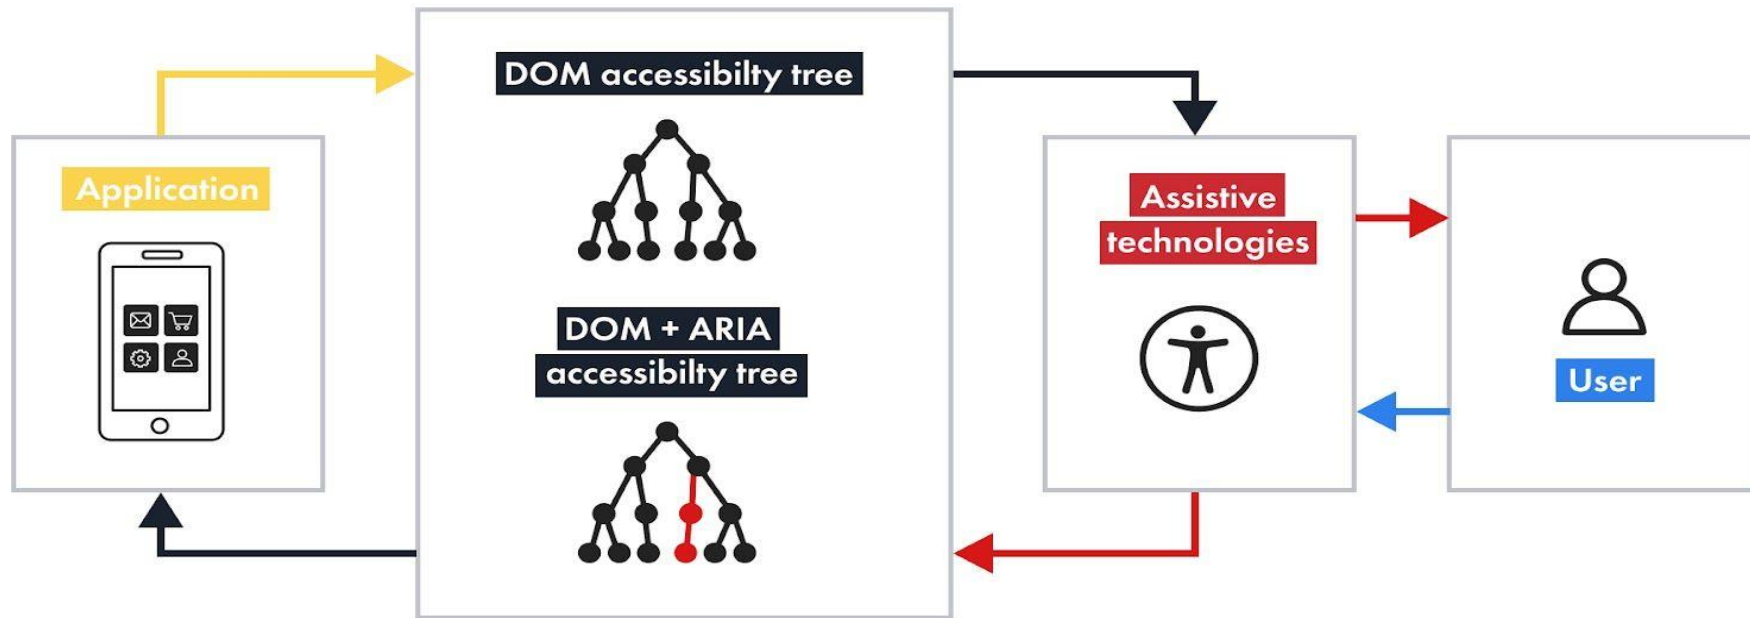 Application
DOM accessibilty tree
DOM + ARIA
accessibilty tree
Assistive
technologies
User